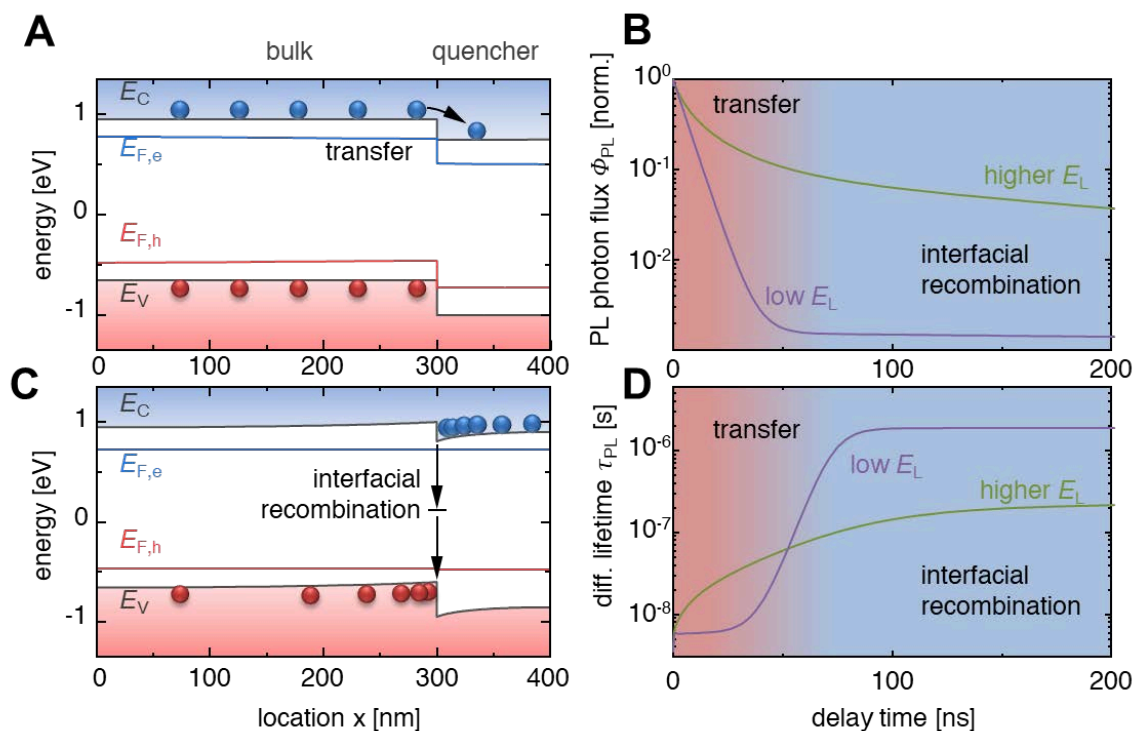 A
bulk
quencher
E_C
E_F,e
transfer
E_F,h
E_V
energy [eV]
1
0
-1
0
100
200
300
400
B
PL photon flux Φ_PL [norm.]
10^0
10^-1
10^-2
transfer
higher E_L
interfacial
recombination
low E_L
0
100
200
C
E_C
E_F,e
interfacial
recombination
E_F,h
E_V
energy [eV]
1
0
-1
0
100
200
300
400
location x [nm]
D
diff. lifetime τ_PL [s]
10^-6
10^-7
10^-8
transfer
low E_L
higher E_L
interfacial
recombination
0
100
200
delay time [ns]